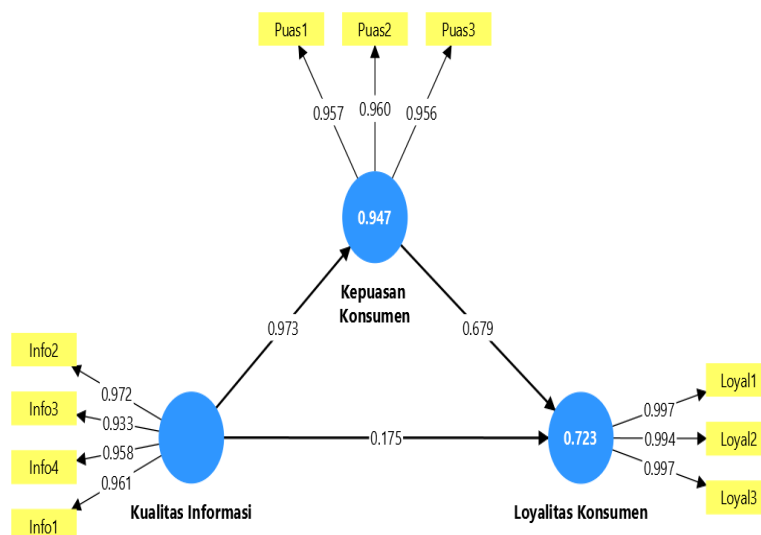 Puas1 Puas2 Puas3
0.957 0.960 0.956
0.947
Kepuasan
Konsumen
0.973 0.679
Info2
0.972
Info3
0.933
Info4
0.958
Info1
0.961
Kualitas Informasi
0.175
0.723
Loyalitas Konsumen
0.997
Loyal1
0.994
Loyal2
0.997
Loyal3